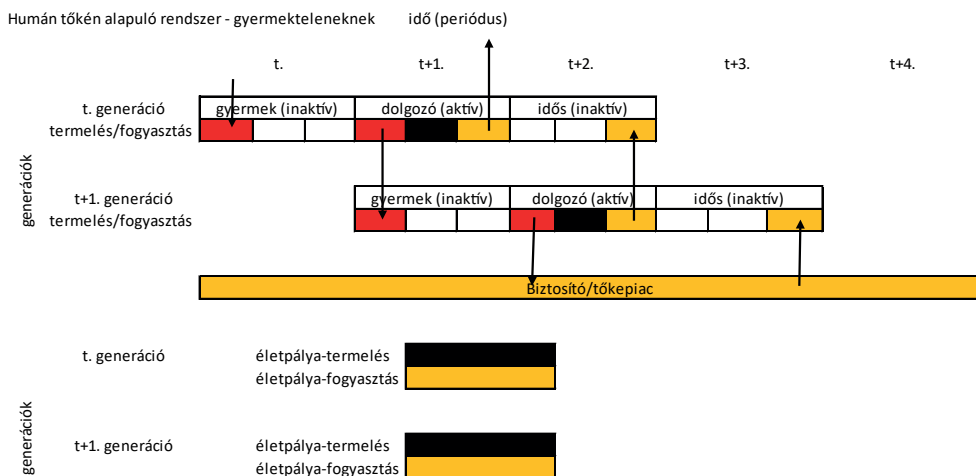 Humán tőkén alapuló rendszer - gyermekteleneknek idő (periódus)
t. t+1. t+2. t+3. t+4.
t. generáció gyermek (inaktív) dolgozó (aktív) idős (inaktív)
termelés/fogyasztás
generációk
t+1. generáció gyermek (inaktív) dolgozó (aktív) idős (inaktív)
termelés/fogyasztás
Biztosító/tőkepiac
t. generáció életpálya-termelés
életpálya-fogyasztás
generációk
t+1. generáció életpálya-termelés
életpálya-fogyasztás